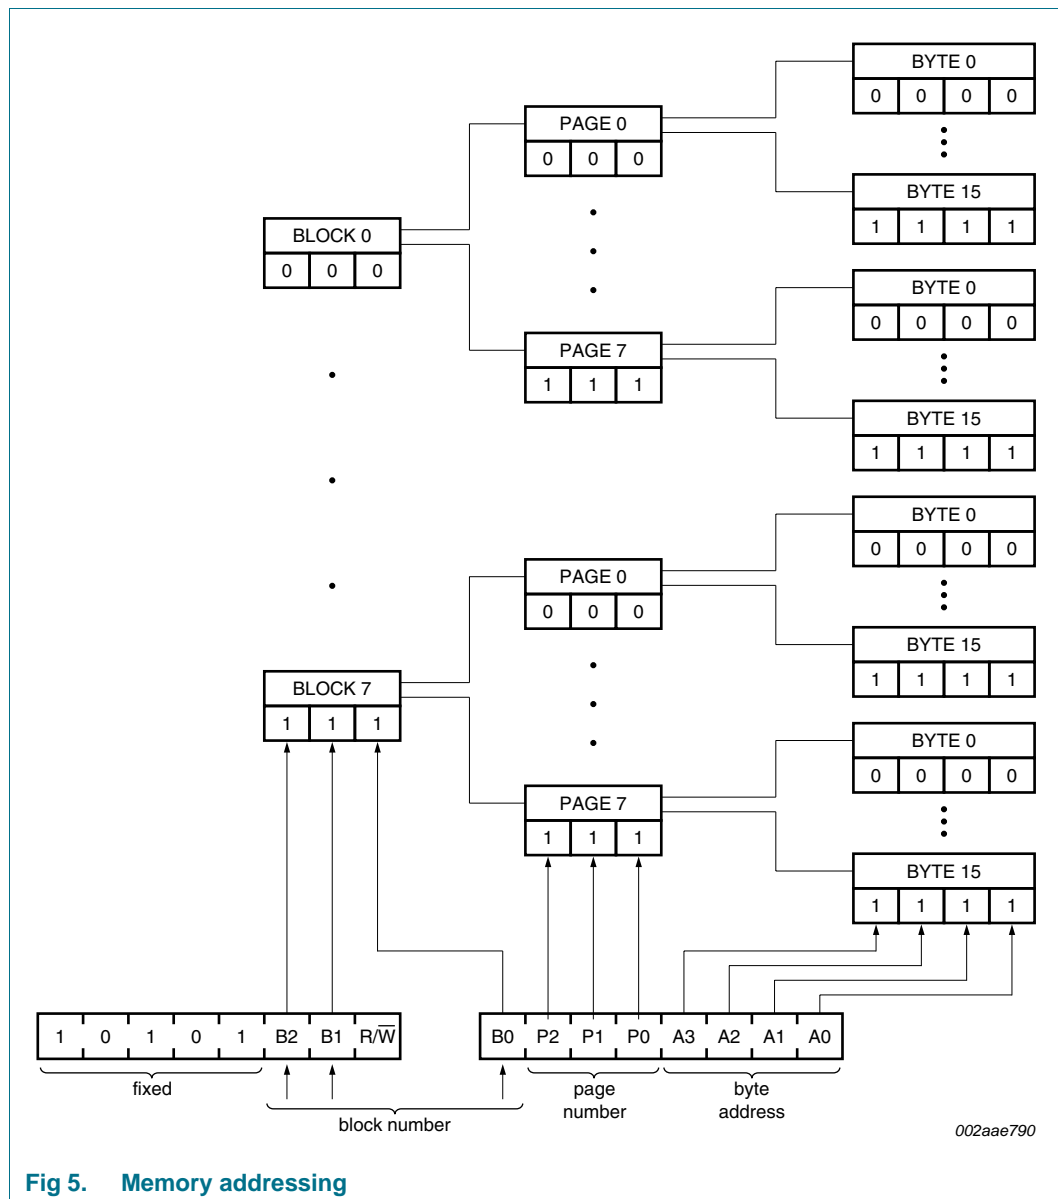 BYTE 0
0 0 0 0
PAGE 0
0 0 0
BYTE 15
1 1 1 1
BLOCK 0
0 0 0
BYTE 0
0 0 0 0
PAGE 7
1 1 1
BYTE 15
1 1 1 1
BYTE 0
0 0 0 0
PAGE 0
0 0 0
BYTE 15
1 1 1 1
BLOCK 7
1 1 1
BYTE 0
0 0 0 0
PAGE 7
1 1 1
BYTE 15
1 1 1 1
1 0 1 0 1 B2 B1 R/W̅
B0 P2 P1 P0 A3 A2 A1 A0
fixed
block number
page
number
byte
address
002aae790
Fig 5. Memory addressing